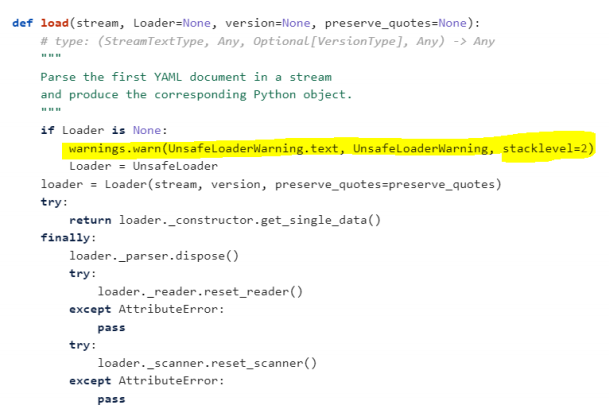 def load(stream, Loader=None, version=None, preserve_quotes=None):
    # type: (StreamTextType, Any, Optional[VersionType], Any) -> Any
    """
    Parse the first YAML document in a stream
    and produce the corresponding Python object.
    """
    if Loader is None:
        warnings.warn(UnsafeLoaderWarning.text, UnsafeLoaderWarning, stacklevel=2)
        Loader = UnsafeLoader
    loader = Loader(stream, version, preserve_quotes=preserve_quotes)
    try:
        return loader._constructor.get_single_data()
    finally:
        loader._parser.dispose()
        try:
            loader._reader.reset_reader()
        except AttributeError:
            pass
        try:
            loader._scanner.reset_scanner()
        except AttributeError:
            pass